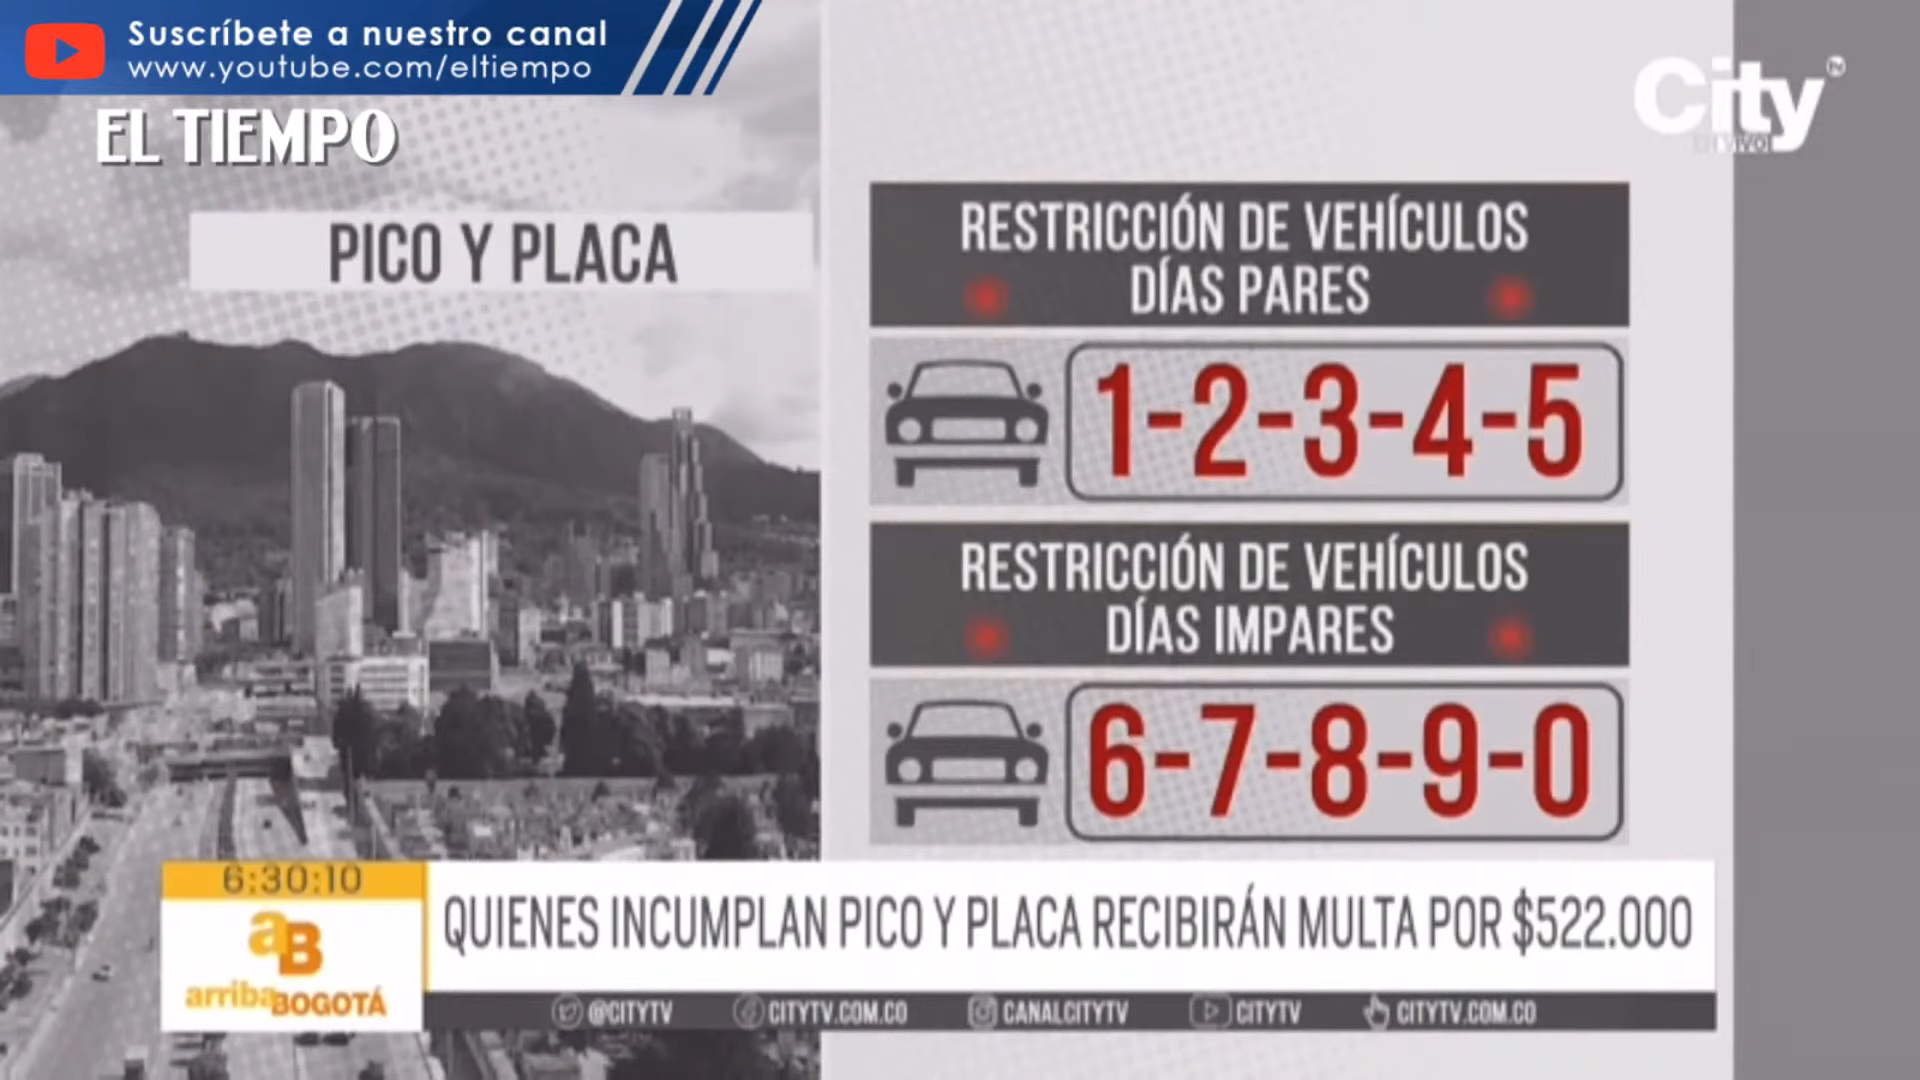 Suscríbete a nuestro canal
www.youtube.com/eltiempo
EL TIEMPO
City tv
PICO Y PLACA
RESTRICCIÓN DE VEHÍCULOS
DÍAS PARES
1-2-3-4-5
RESTRICCIÓN DE VEHÍCULOS
DÍAS IMPARES
6-7-8-9-0
6:30:10
aB
arriba BOGOTÁ
QUIENES INCUMPLAN PICO Y PLACA RECIBIRÁN MULTA POR $522.000
@CITYTV CITYTV.COM.CO CANALCITYTV CITYTV CITYTV.COM.CO